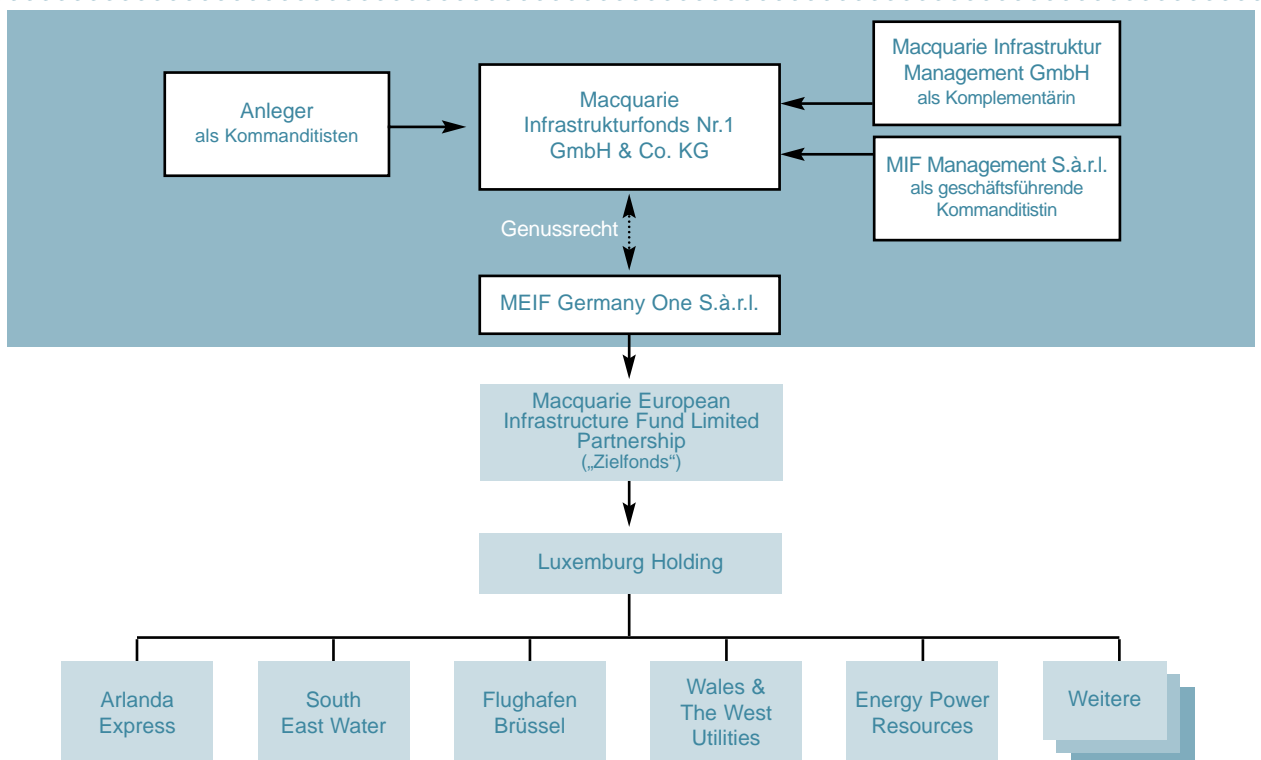 Anleger
als Kommanditisten
Macquarie
Infrastrukturfonds Nr.1
GmbH & Co. KG
Macquarie Infrastruktur
Management GmbH
als Komplementärin
MIF Management S.à.r.l.
als geschäftsführende
Kommanditistin
Genussrecht
MEIF Germany One S.à.r.l.
Macquarie European
Infrastructure Fund Limited
Partnership
(„Zielfonds“)
Luxemburg Holding
Arlanda
Express
South
East Water
Flughafen
Brüssel
Wales &
The West
Utilities
Energy Power
Resources
Weitere